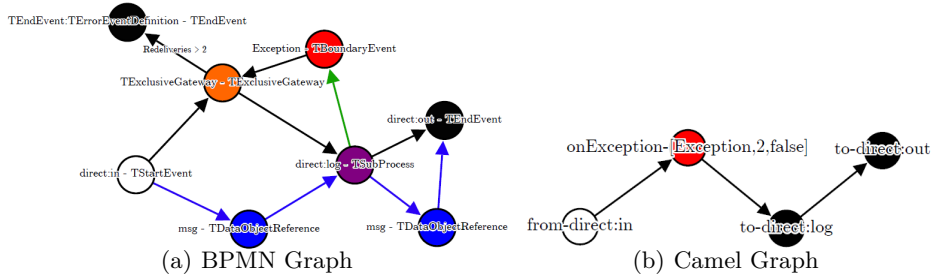 TEndEvent:TErrorEventDefinition - TEndEvent
Redeliveries > 2
Exception - TBoundaryEvent
TExclusiveGateway - TExclusiveGateway
direct:out - TEndEvent
direct:log - TSubProcess
direct:in - TStartEvent
msg - TDataObjectReference
msg - TDataObjectReference
(a) BPMN Graph
onException-[Exception,2,false]
to-direct:out
from-direct:in
to-direct:log
(b) Camel Graph